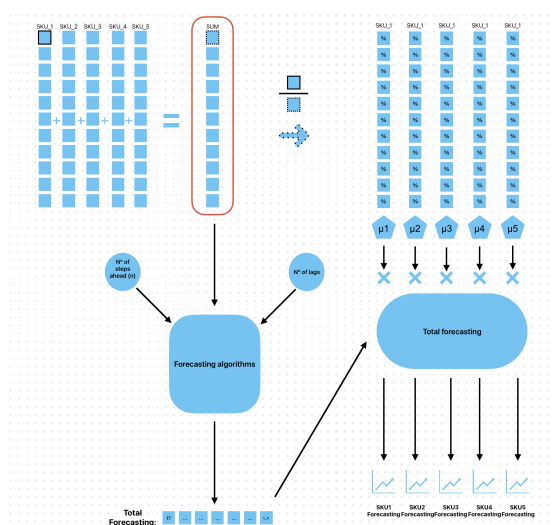 SKU_1 SKU_2 SKU_3 SKU_4 SKU_5 SUM SKU_1 SKU_1 SKU_1 SKU_1 SKU_1
+ + + + =
% % % % %
% % % % %
% % % % %
% % % % %
% % % % %
% % % % %
% % % % %
% % % % %
% % % % %
% % % % %
% % % % %
µ1 µ2 µ3 µ4 µ5
Nº of
steps
ahead (n)
Nº of lags
Forecasting algorithms
Total forecasting
SKU1 SKU2 SKU3 SKU4 SKU5
Forecasting Forecasting Forecasting Forecasting Forecasting
Total
Forecasting:
... ... ... ... ...